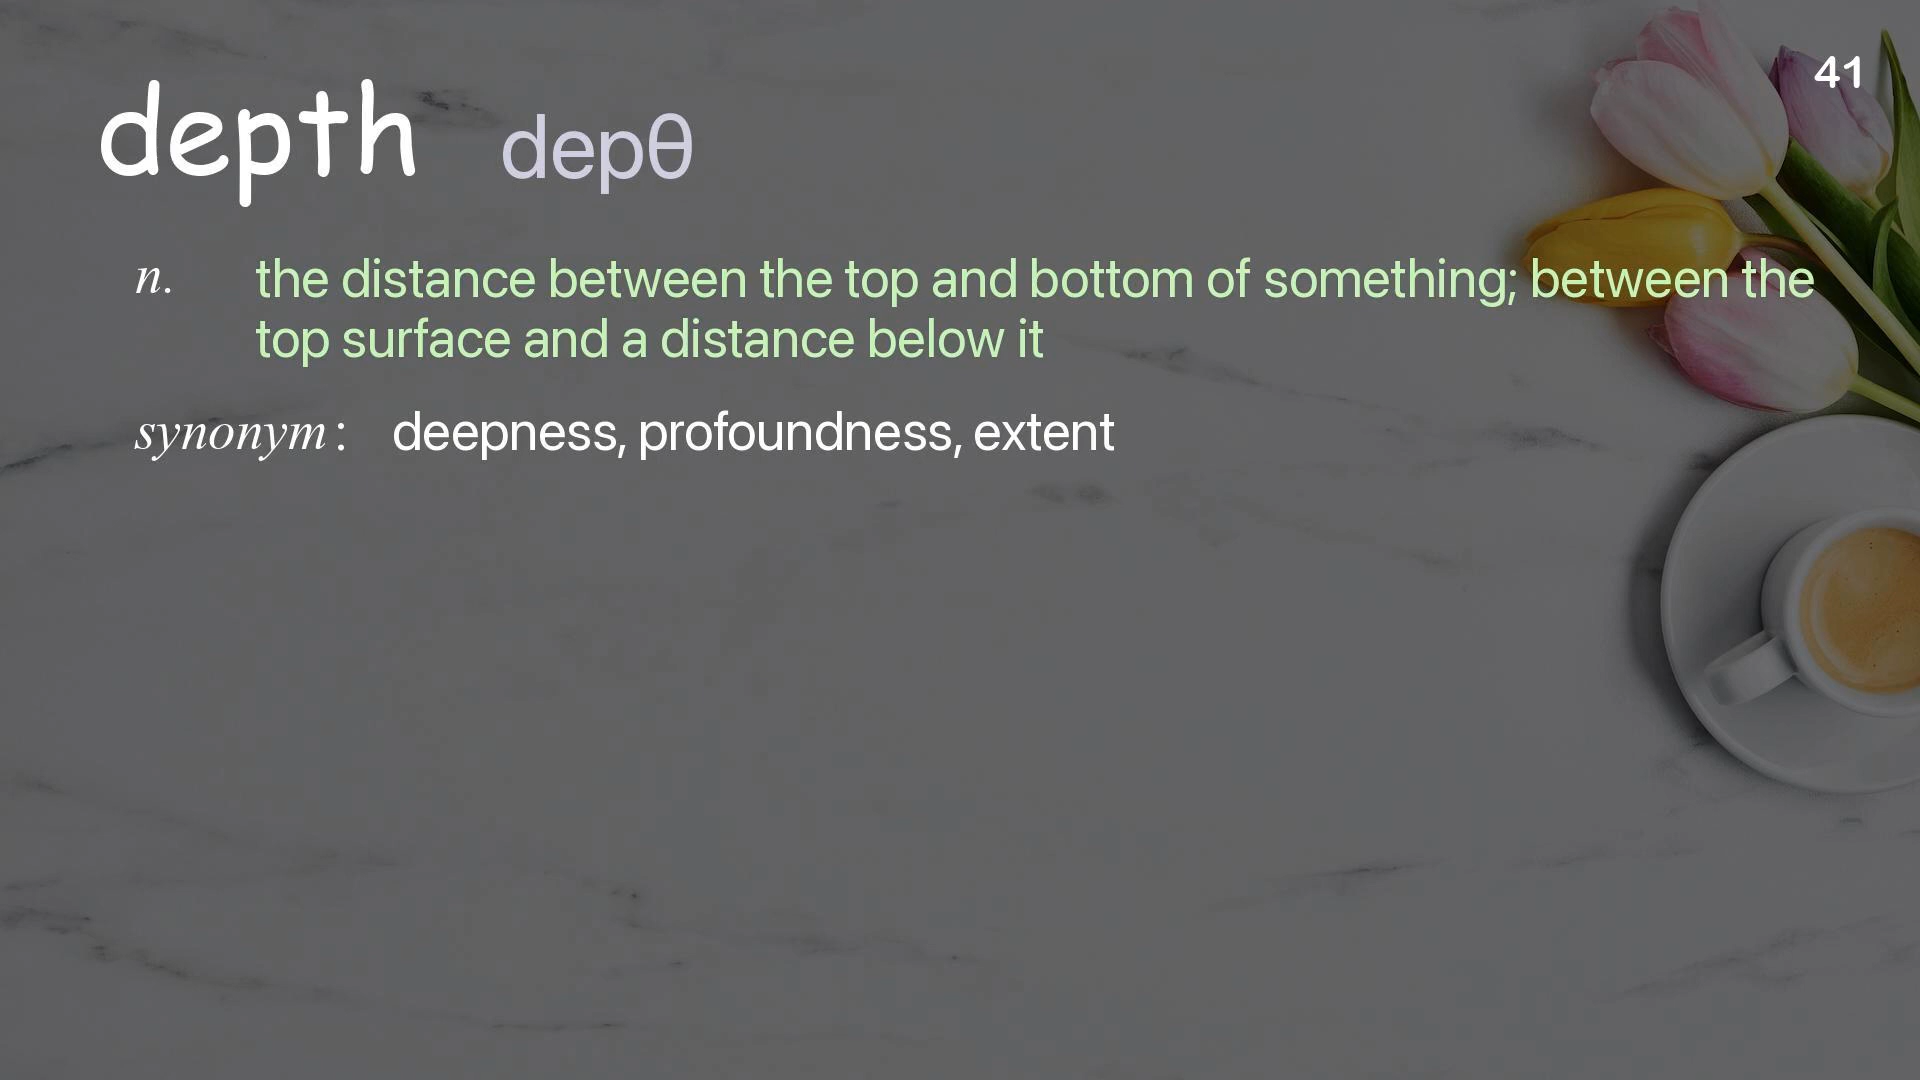 41
depth depθ
n. the distance between the top and bottom of something; between the
top surface and a distance below it
synonym: deepness, profoundness, extent